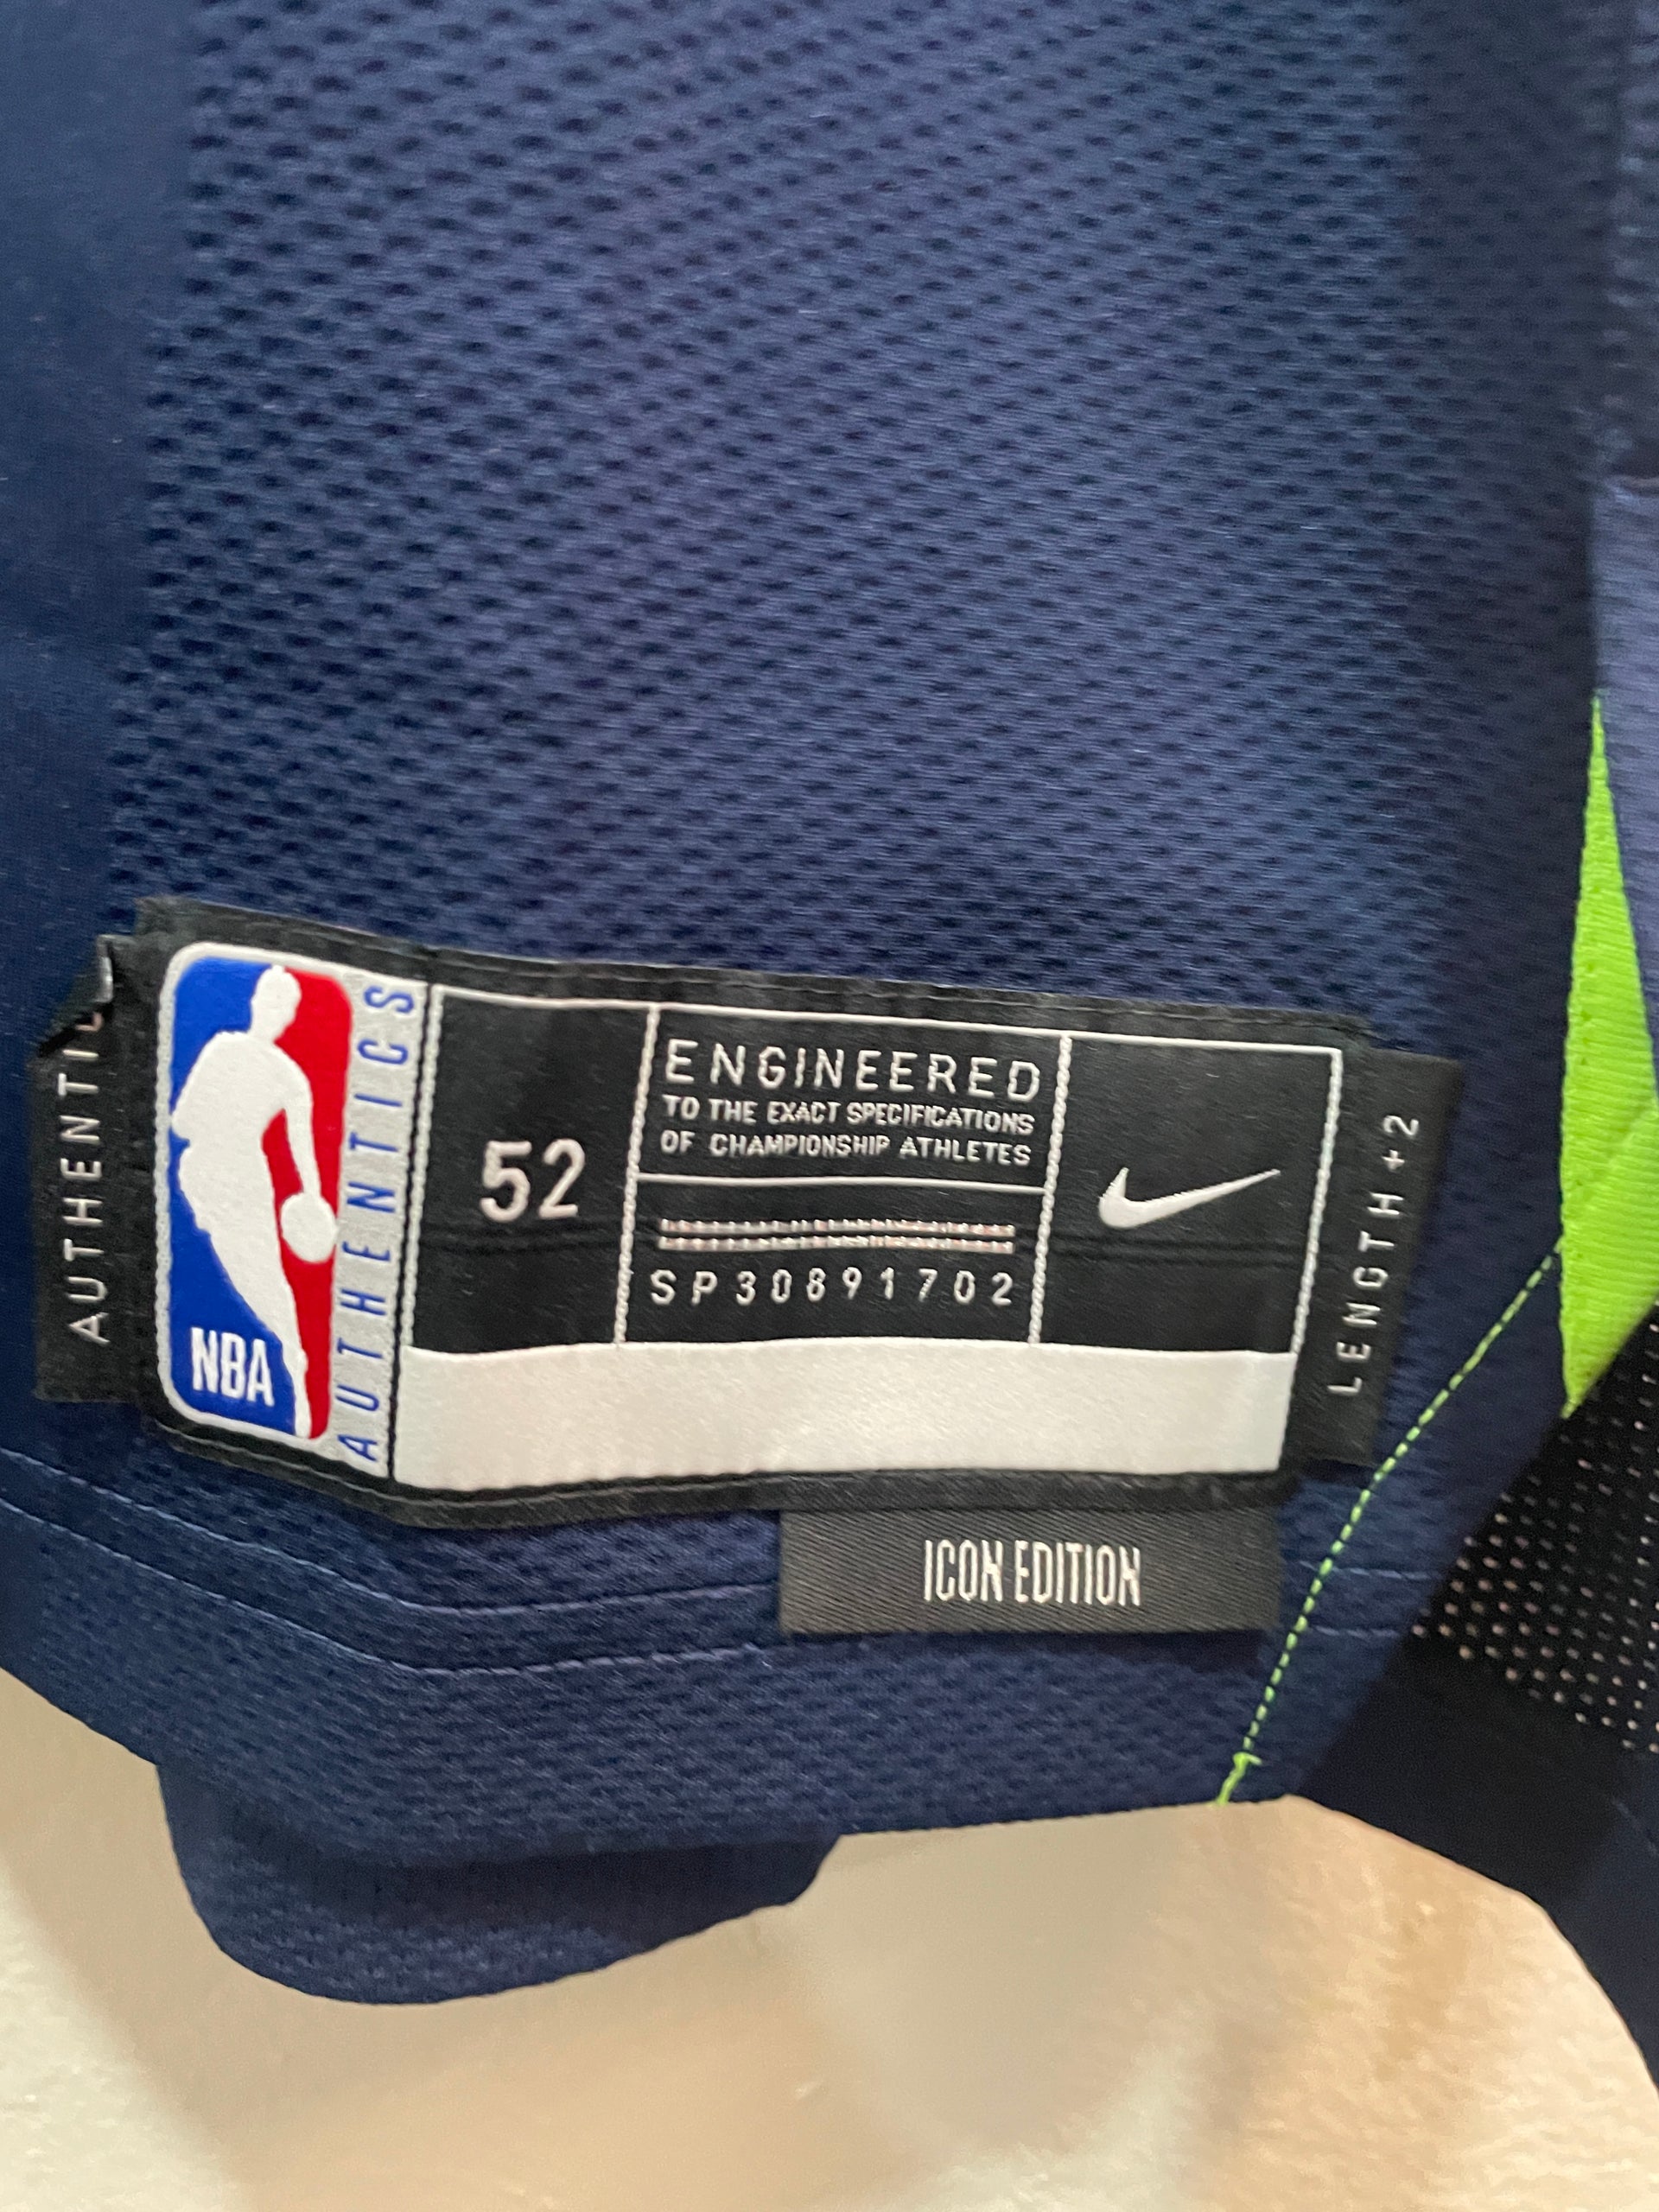 AUTHENTIC
NBA
AUTHENTICS
52
ENGINEERED
TO THE EXACT SPECIFICATIONS
OF CHAMPIONSHIP ATHLETES
SP30891702
LENGTH +2
ICON EDITION